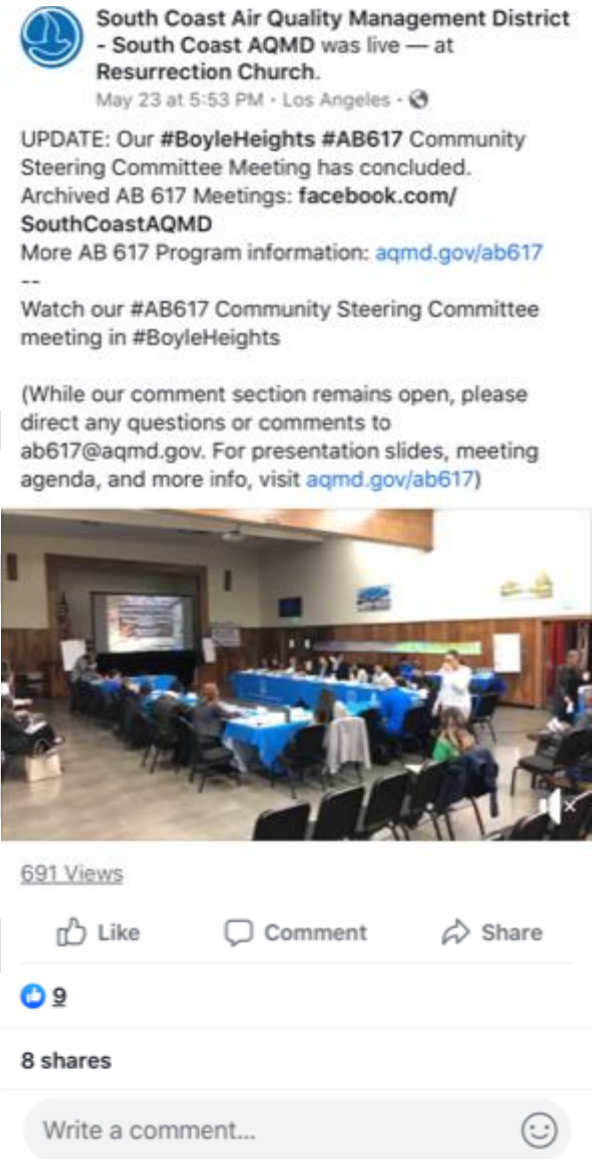 South Coast Air Quality Management District
- South Coast AQMD was live — at
Resurrection Church.
May 23 at 5:53 PM · Los Angeles ·
UPDATE: Our #BoyleHeights #AB617 Community
Steering Committee Meeting has concluded.
Archived AB 617 Meetings: facebook.com/
SouthCoastAQMD
More AB 617 Program information: aqmd.gov/ab617
--
Watch our #AB617 Community Steering Committee
meeting in #BoyleHeights
(While our comment section remains open, please
direct any questions or comments to
ab617@aqmd.gov. For presentation slides, meeting
agenda, and more info, visit aqmd.gov/ab617)
691 Views
Like Comment Share
9
8 shares
Write a comment...